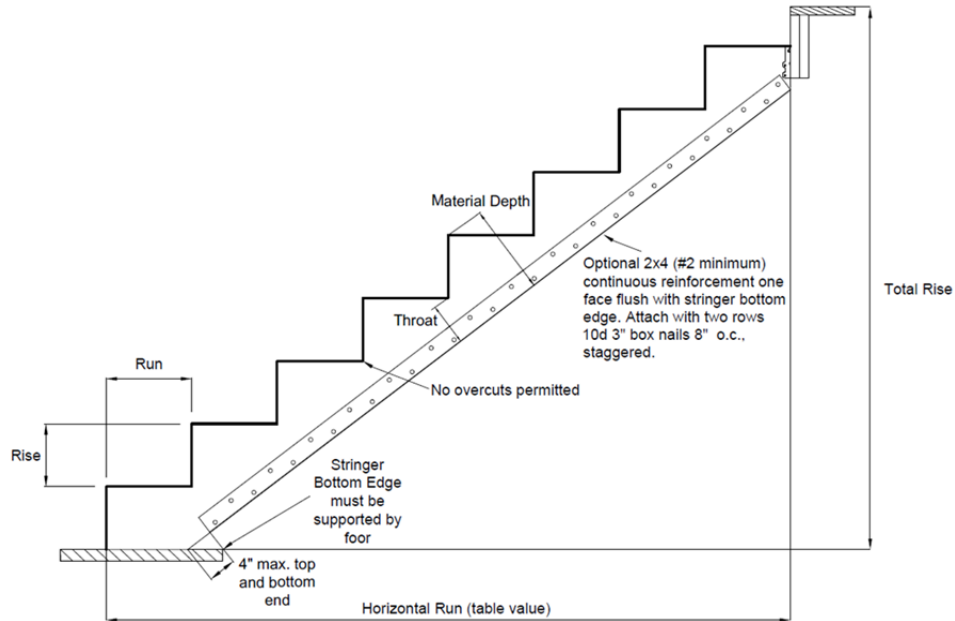 Material Depth
Optional 2x4 (#2 minimum)
continuous reinforcement one
face flush with stringer bottom
edge. Attach with two rows
10d 3" box nails 8" o.c.,
staggered.
Total Rise
Throat
Run
No overcuts permitted
Rise
Stringer
Bottom Edge
must be
supported by
foor
4" max. top
and bottom
end
Horizontal Run (table value)